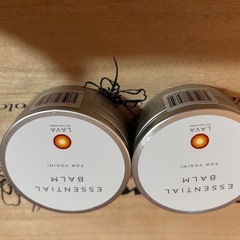 ESSENTIAL
BALM
FOR YOGINI
LAVA
ESSENTIAL
BALM
FOR YOGINI
LAVA